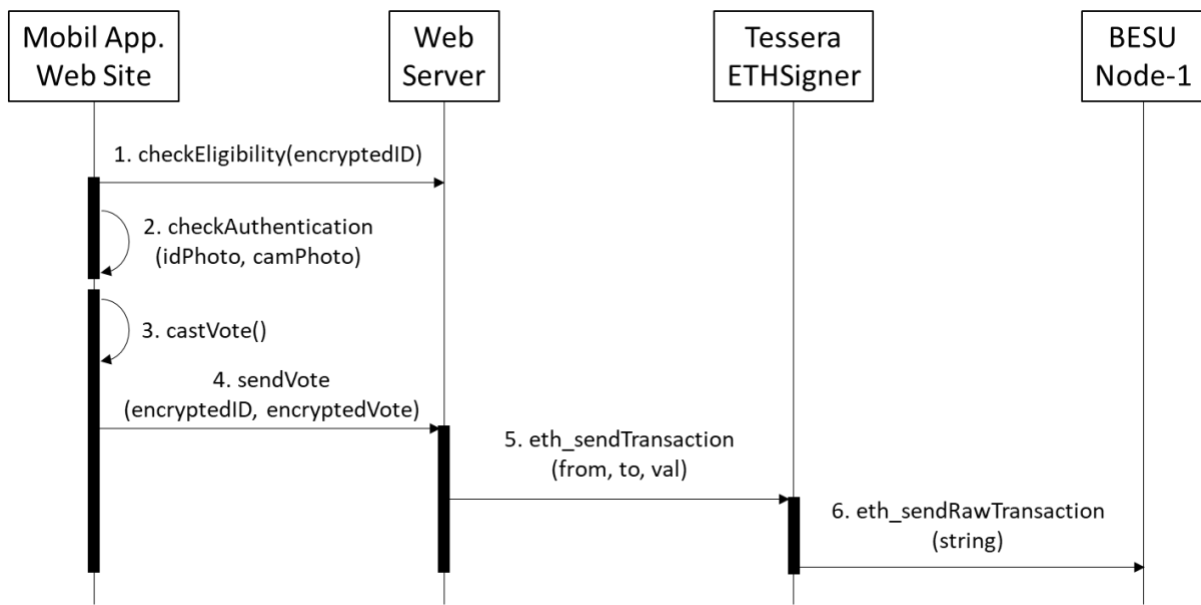 Mobil App.
Web Site
Web
Server
Tessera
ETHSigner
BESU
Node-1
1. checkEligibility(encryptedID)
2. checkAuthentication
(idPhoto, camPhoto)
3. castVote()
4. sendVote
(encryptedID, encryptedVote)
5. eth_sendTransaction
(from, to, val)
6. eth_sendRawTransaction
(string)